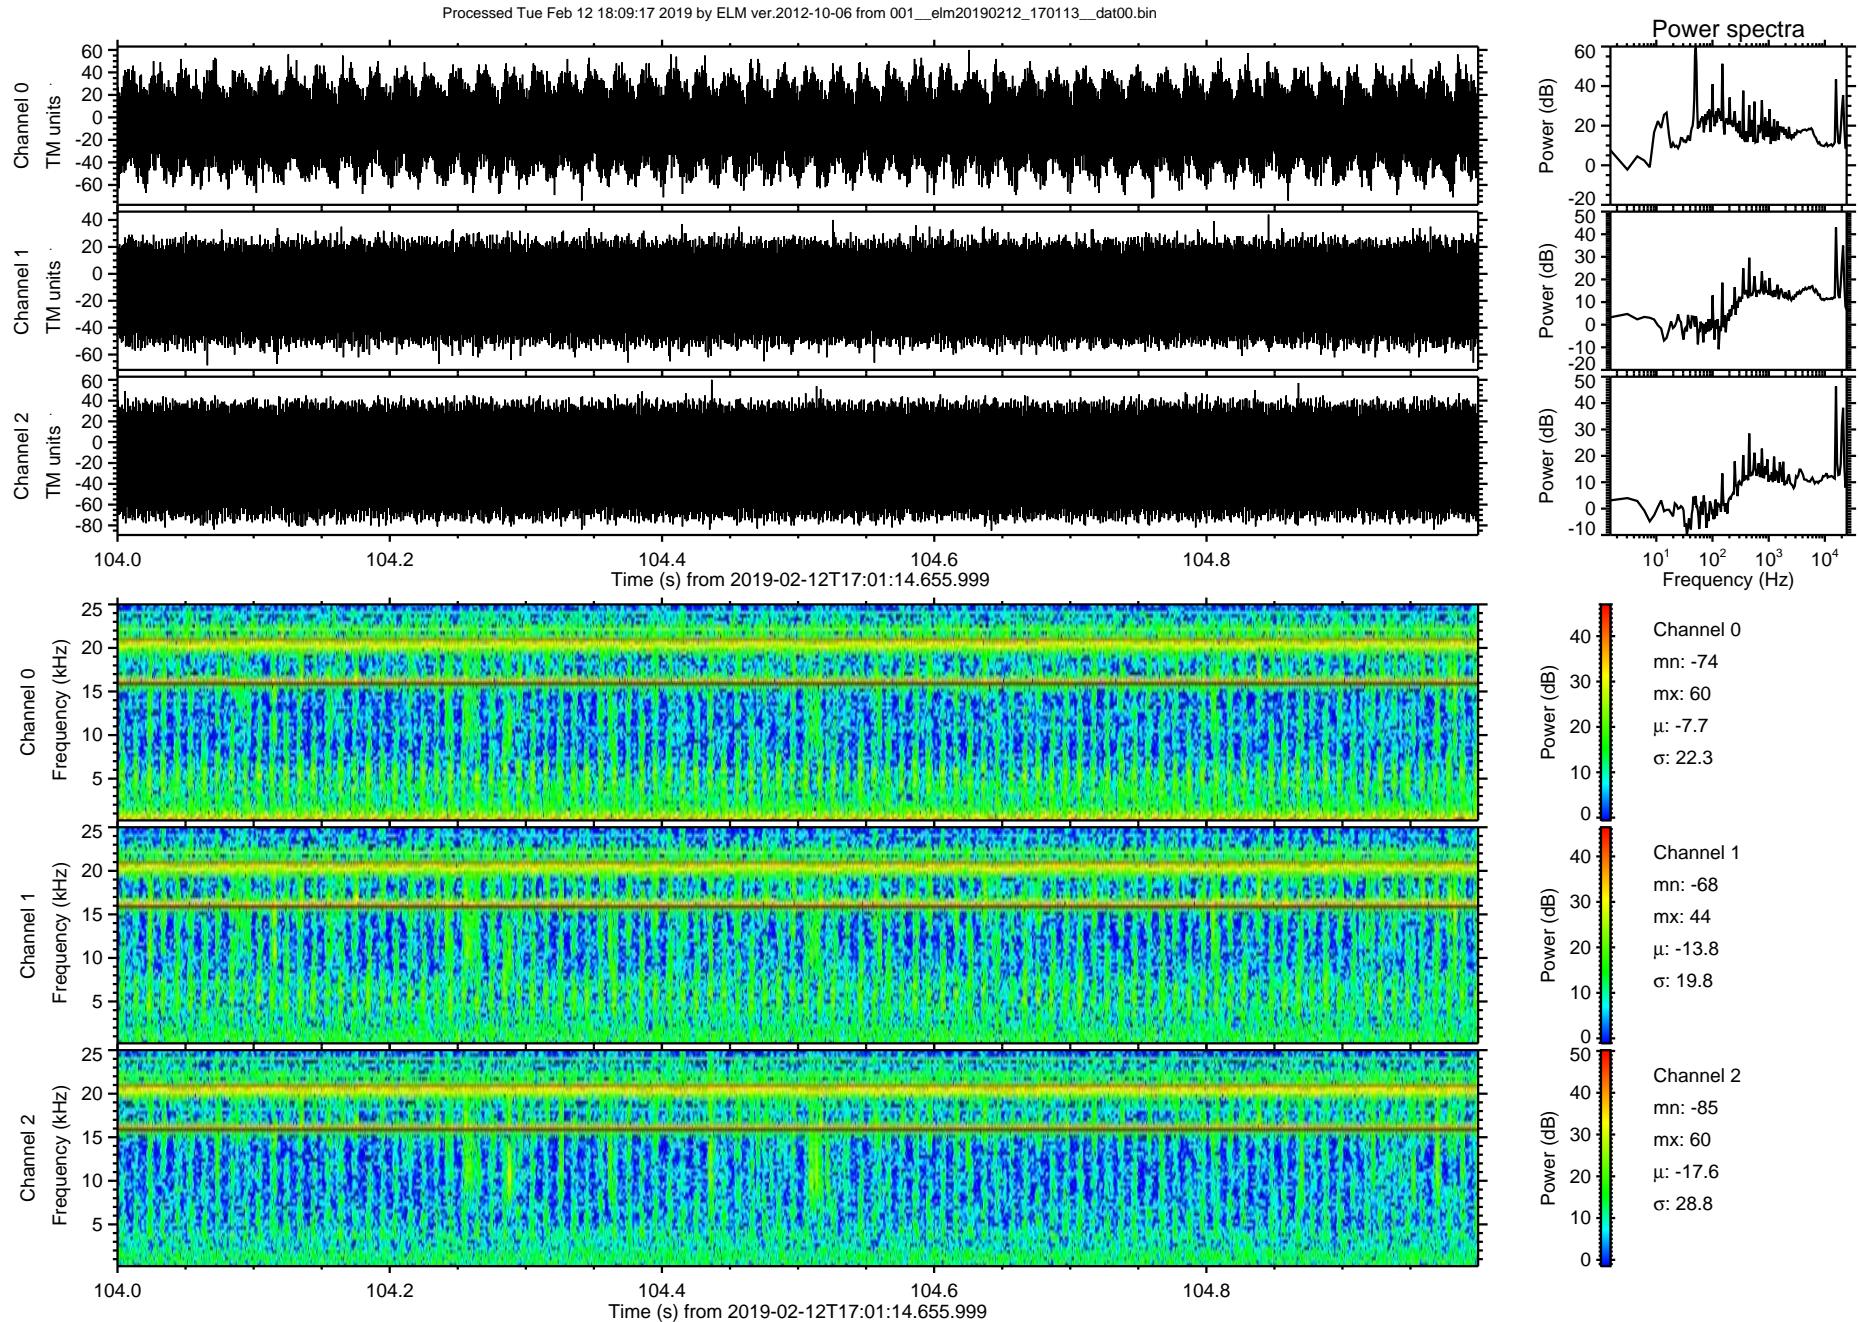 Processed Tue Feb 12 18:09:17 2019 by ELM ver.2012-10-06 from 001__elm20190212_170113__dat00.bin
Power spectra
Channel 0
TM units
60
40
20
0
-20
-40
-60
Power (dB)
60
40
20
0
-20
Channel 1
TM units
40
20
0
-20
-40
-60
Power (dB)
50
40
30
20
10
0
-10
-20
Channel 2
TM units
60
40
20
0
-20
-40
-60
-80
Power (dB)
50
40
30
20
10
0
-10
104.0 104.2 104.4 104.6 104.8
Time (s) from 2019-02-12T17:01:14.655.999
10¹ 10² 10³ 10⁴
Frequency (Hz)
Channel 0
Frequency (kHz)
25
20
15
10
5
Power (dB)
40
30
20
10
0
Channel 0
mn: -74
mx: 60
μ: -7.7
σ: 22.3
Channel 1
Frequency (kHz)
25
20
15
10
5
Power (dB)
40
30
20
10
0
Channel 1
mn: -68
mx: 44
μ: -13.8
σ: 19.8
Channel 2
Frequency (kHz)
25
20
15
10
5
Power (dB)
50
40
30
20
10
0
Channel 2
mn: -85
mx: 60
μ: -17.6
σ: 28.8
104.0 104.2 104.4 104.6 104.8
Time (s) from 2019-02-12T17:01:14.655.999